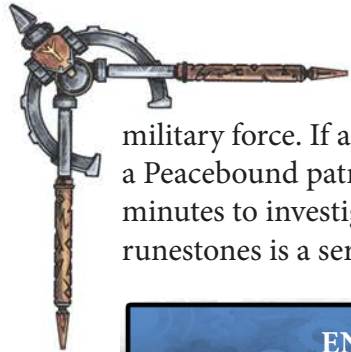 military force. If a
a Peacebound patr
minutes to investig
runestones is a ser
EN